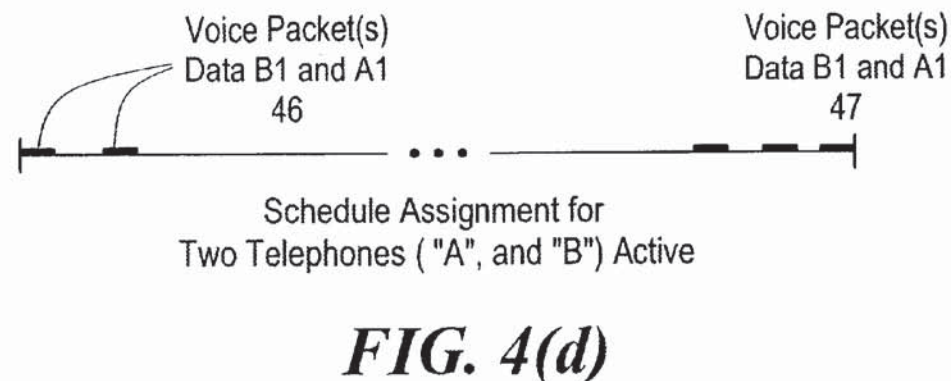 Voice Packet(s)
Data B1 and A1
46
Voice Packet(s)
Data B1 and A1
47
Schedule Assignment for
Two Telephones ( "A", and "B") Active
FIG. 4(d)